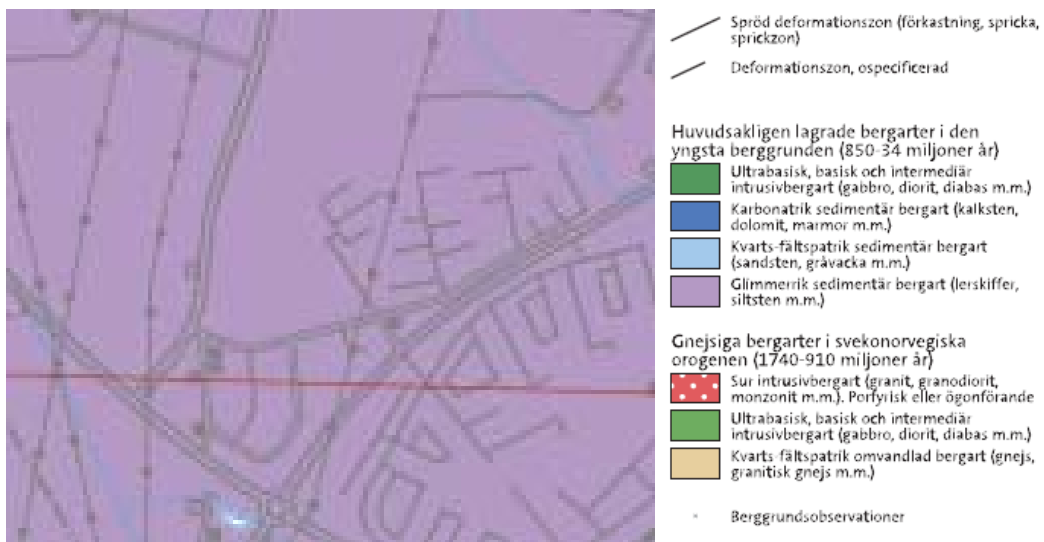 Spröd deformationszon (förkastning, spricka,
sprickzon)
Deformationszon, ospecificerad
Huvudsakligen lagrade bergarter i den
yngsta berggrunden (850-34 miljoner år)
Ultrabasisk, basisk och intermediär
intrusivbergart (gabbro, diorit, diabas m.m.)
Karbonatrik sedimentär bergart (kalksten,
dolomit, marmor m.m.)
Kvarts-fältspatrik sedimentär bergart
(sandsten, gråvacka m.m.)
Glimmerrik sedimentär bergart (lerskiffer,
siltsten m.m.)
Gnejsiga bergarter i svekonorvegiska
orogenen (1740-910 miljoner år)
Sur intrusivbergart (granit, granodiorit,
monzonit m.m.). Porfyrisk eller ögonförande
Ultrabasisk, basisk och intermediär
intrusivbergart (gabbro, diorit, diabas m.m.)
Kvarts-fältspatrik omvandlad bergart (gnejs,
granitisk gnejs m.m.)
Berggrundsobservationer